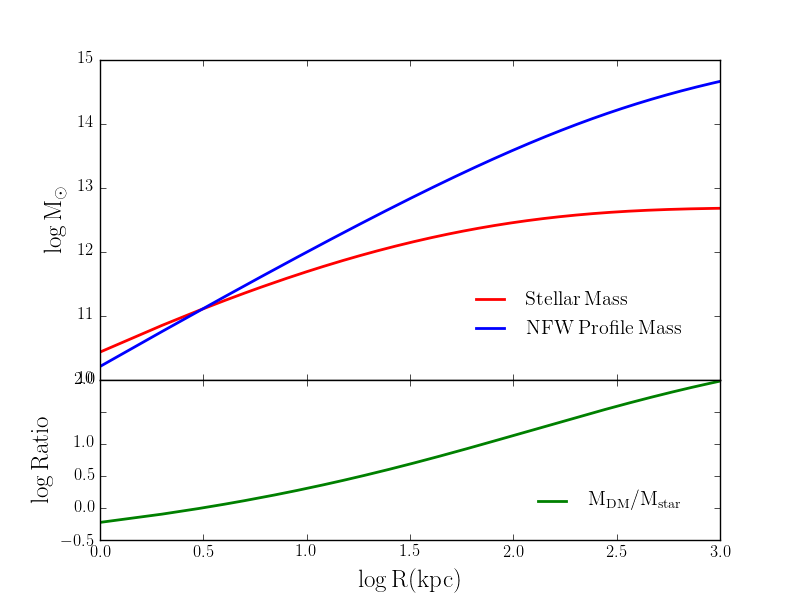 15
14
13
12
11
10
log M⊙
Stellar Mass
NFW Profile Mass
2.0
1.0
0.5
0.0
−0.5
log Ratio
M_DM/M_star
0.0 0.5 1.0 1.5 2.0 2.5 3.0
log R(kpc)